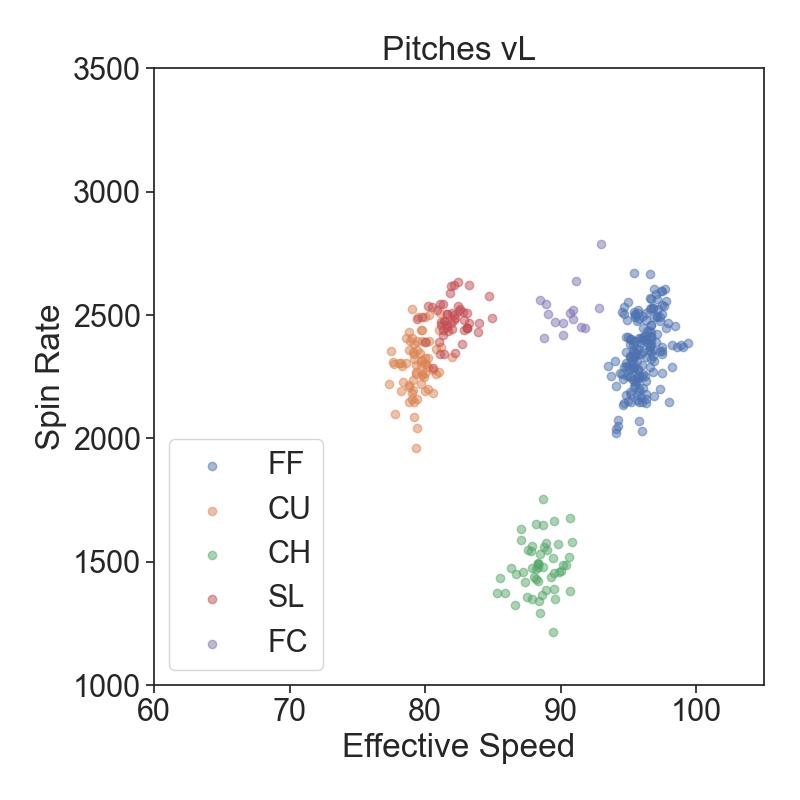 Pitches vL
3500
3000
2500
2000
1500
1000
Spin Rate
FF
CU
CH
SL
FC
60 70 80 90 100
Effective Speed